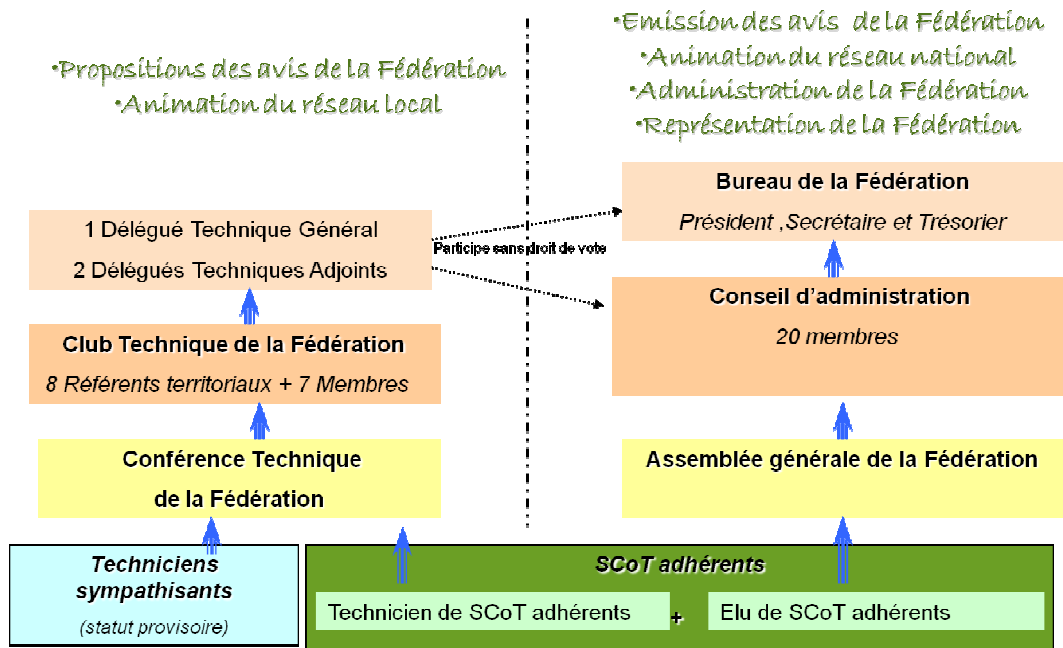 •Propositions des avis de la Fédération
•Animation du réseau local
•Emission des avis de la Fédération
•Animation du réseau national
•Administration de la Fédération
•Représentation de la Fédération
1 Délégué Technique Général
2 Délégués Techniques Adjoints
Participe sans droit de vote
Bureau de la Fédération
Président ,Secrétaire et Trésorier
Club Technique de la Fédération
8 Référents territoriaux + 7 Membres
Conseil d'administration
20 membres
Conférence Technique
de la Fédération
Assemblée générale de la Fédération
Techniciens
sympathisants
(statut provisoire)
SCoT adhérents
Technicien de SCoT adhérents + Elu de SCoT adhérents